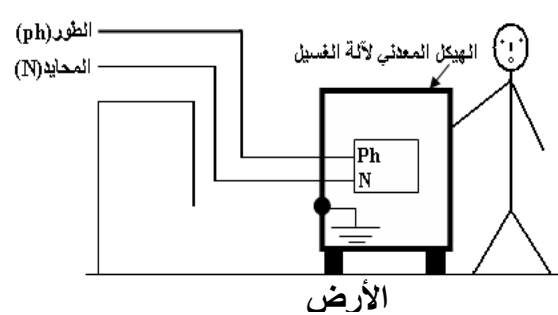 الطور(ph)
المحايد(N)
الهيكل المعدني لآلة الغسيل
Ph
N
الأرض